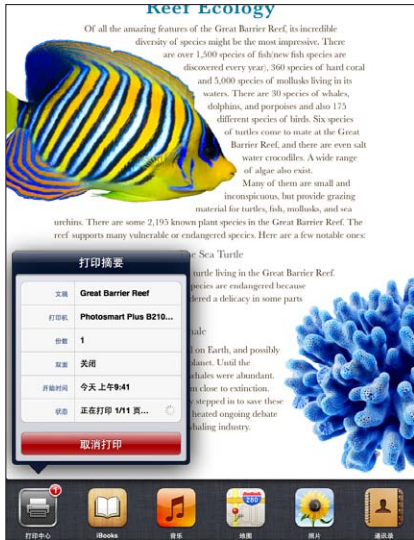 Reef Ecology
Of all the amazing features of the Great Barrier Reef, its incredible
diversity of species might be the most impressive. There
are over 1,500 species of fish(new fish species are
discovered every year), 360 species of hard coral
and 5,000 species of mollusks living in its
waters. There are 30 species of whales,
dolphins, and porpoises and also 175
different species of birds. Six species
of turtles come to mate at the Great
Barrier Reef, and there are even salt
water crocodiles. A wide range
of algae also exist.
Many of them are small and
inconspicuous, but provide grazing
material for turtles, fish, mollusks, and sea
urchins. There are some 2,195 known plant species in the Great Barrier Reef. The
reef supports many vulnerable or endangered species. Here are a few notable ones:
Sea Turtle
turtle living in the Great Barrier Reef.
species are endangered because
dered a delicacy in some parts
hale
on Earth, and possibly
planet. Until the
whales were abundant.
m close to extinction.
stepped in to save these
heated ongoing debate
whaling industry.
打印摘要
文稿 Great Barrier Reef
打印机 Photosmart Plus B210...
份数 1
双面 关闭
开始时间 今天 上午9:41
状态 正在打印 1/11 页...
取消打印
1
280
打印中心 iBooks 音乐 地图 照片 通讯录